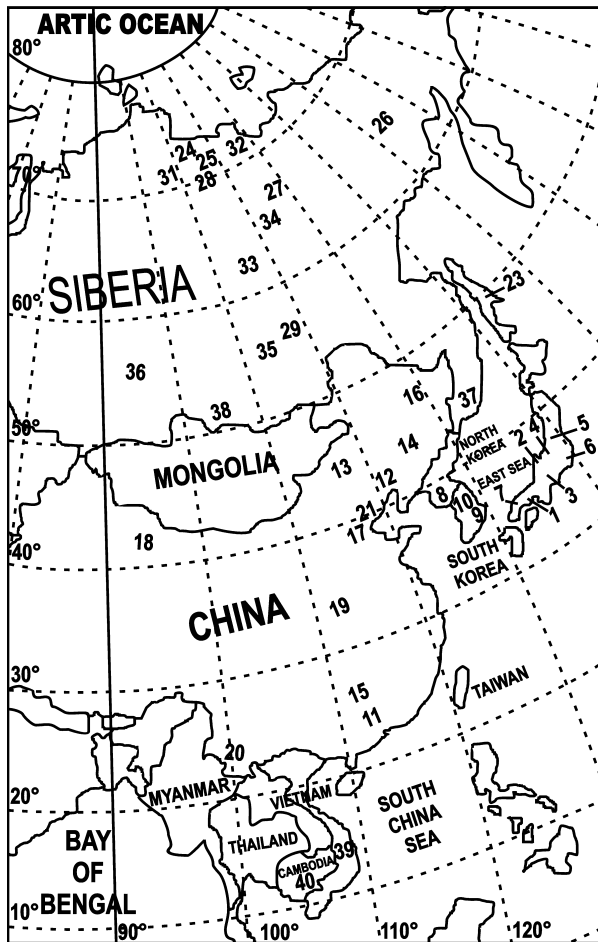 ARTIC OCEAN
80°
26
24
25
32
70°
31
28
27
34
33
SIBERIA
23
60°
29
35
36
16
37
38
50°
NORTH
KOREA
2
4
5
6
14
EAST SEA
MONGOLIA
13
12
8
10
7
3
21
9
1
17
18
40°
SOUTH
KOREA
19
CHINA
30°
TAIWAN
15
11
20
MYANMAR
VIETNAM
20°
SOUTH
CHINA
SEA
THAILAND
BAY
OF
BENGAL
39
CAMBODIA
40
10°
90°
100°
110°
120°